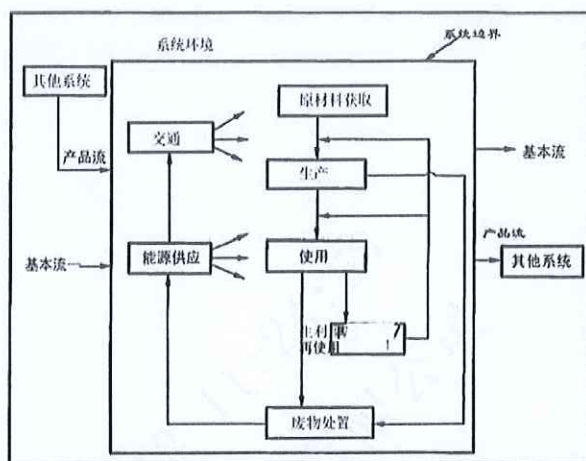 系统环境
系统边界
其他系统
原材料获取
交通
产品流
基本流
生产
产品流
能源供应
使用
基本流
其他系统
再使用
废物处置